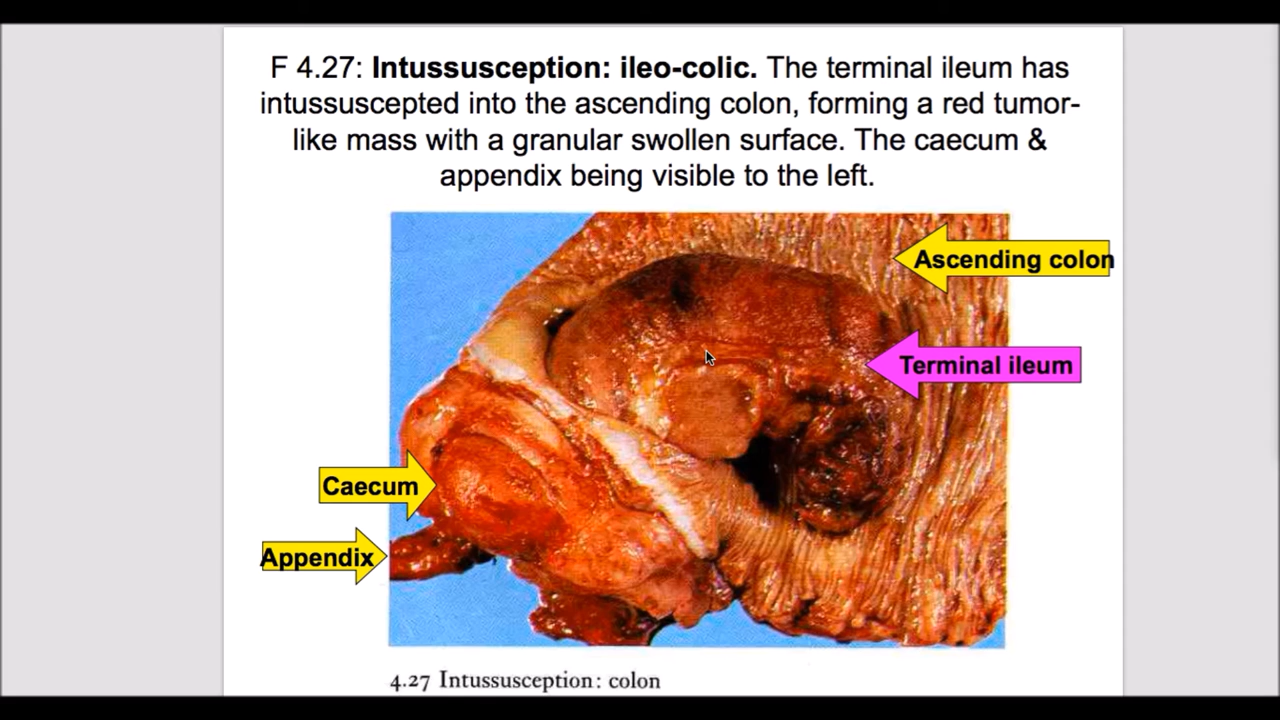 F 4.27: Intussusception: ileo-colic. The terminal ileum has
intussuscepted into the ascending colon, forming a red tumor-
like mass with a granular swollen surface. The caecum &
appendix being visible to the left.
Ascending colon
Terminal ileum
Caecum
Appendix
4.27 Intussusception: colon